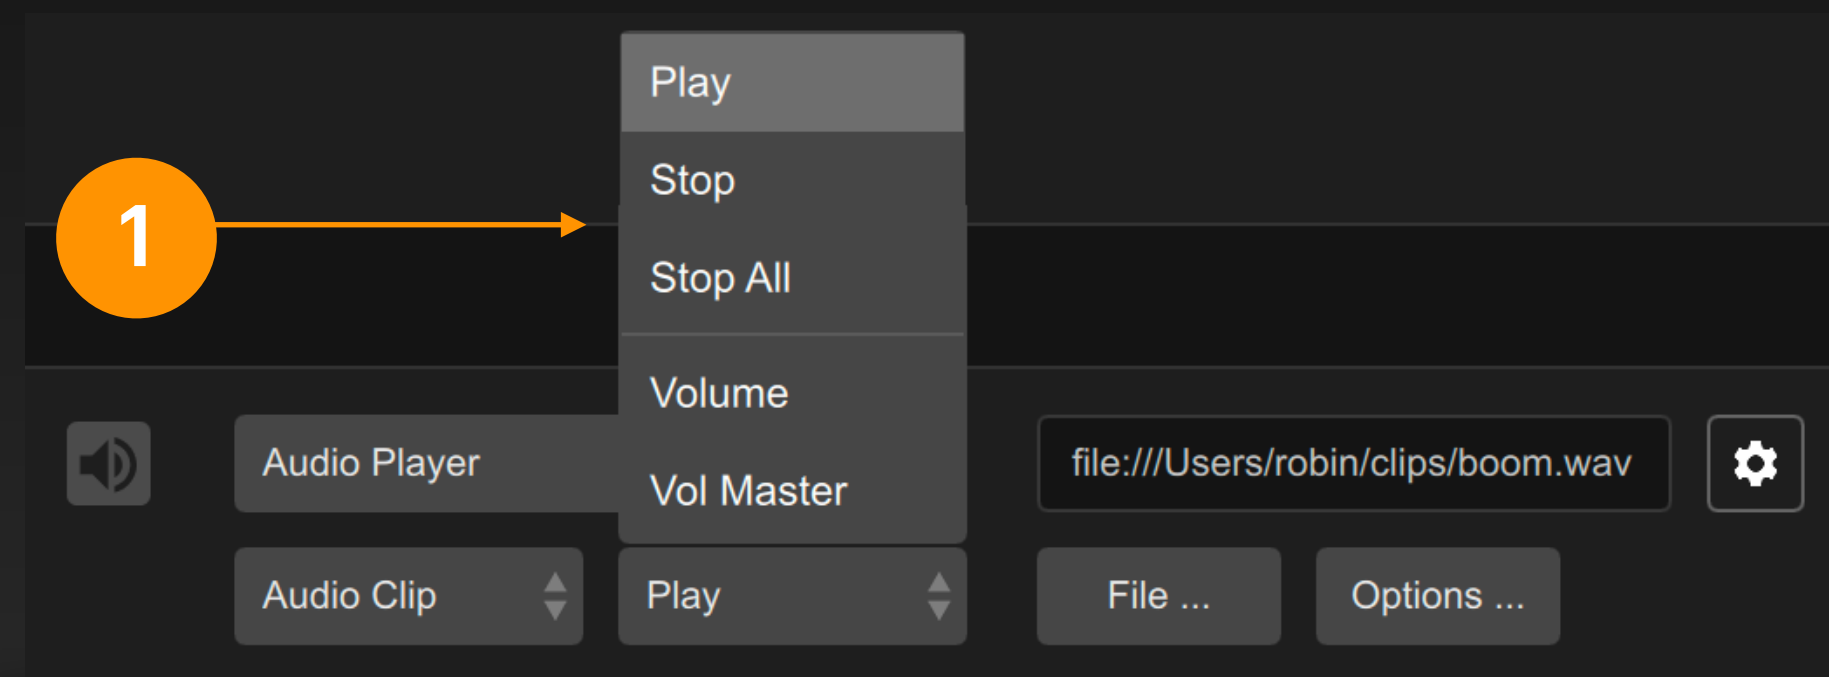 Play
1
Stop
Stop All
Volume
Vol Master
Audio Player
file:///Users/robin/clips/boom.wav
Audio Clip
Play
File ...
Options ...